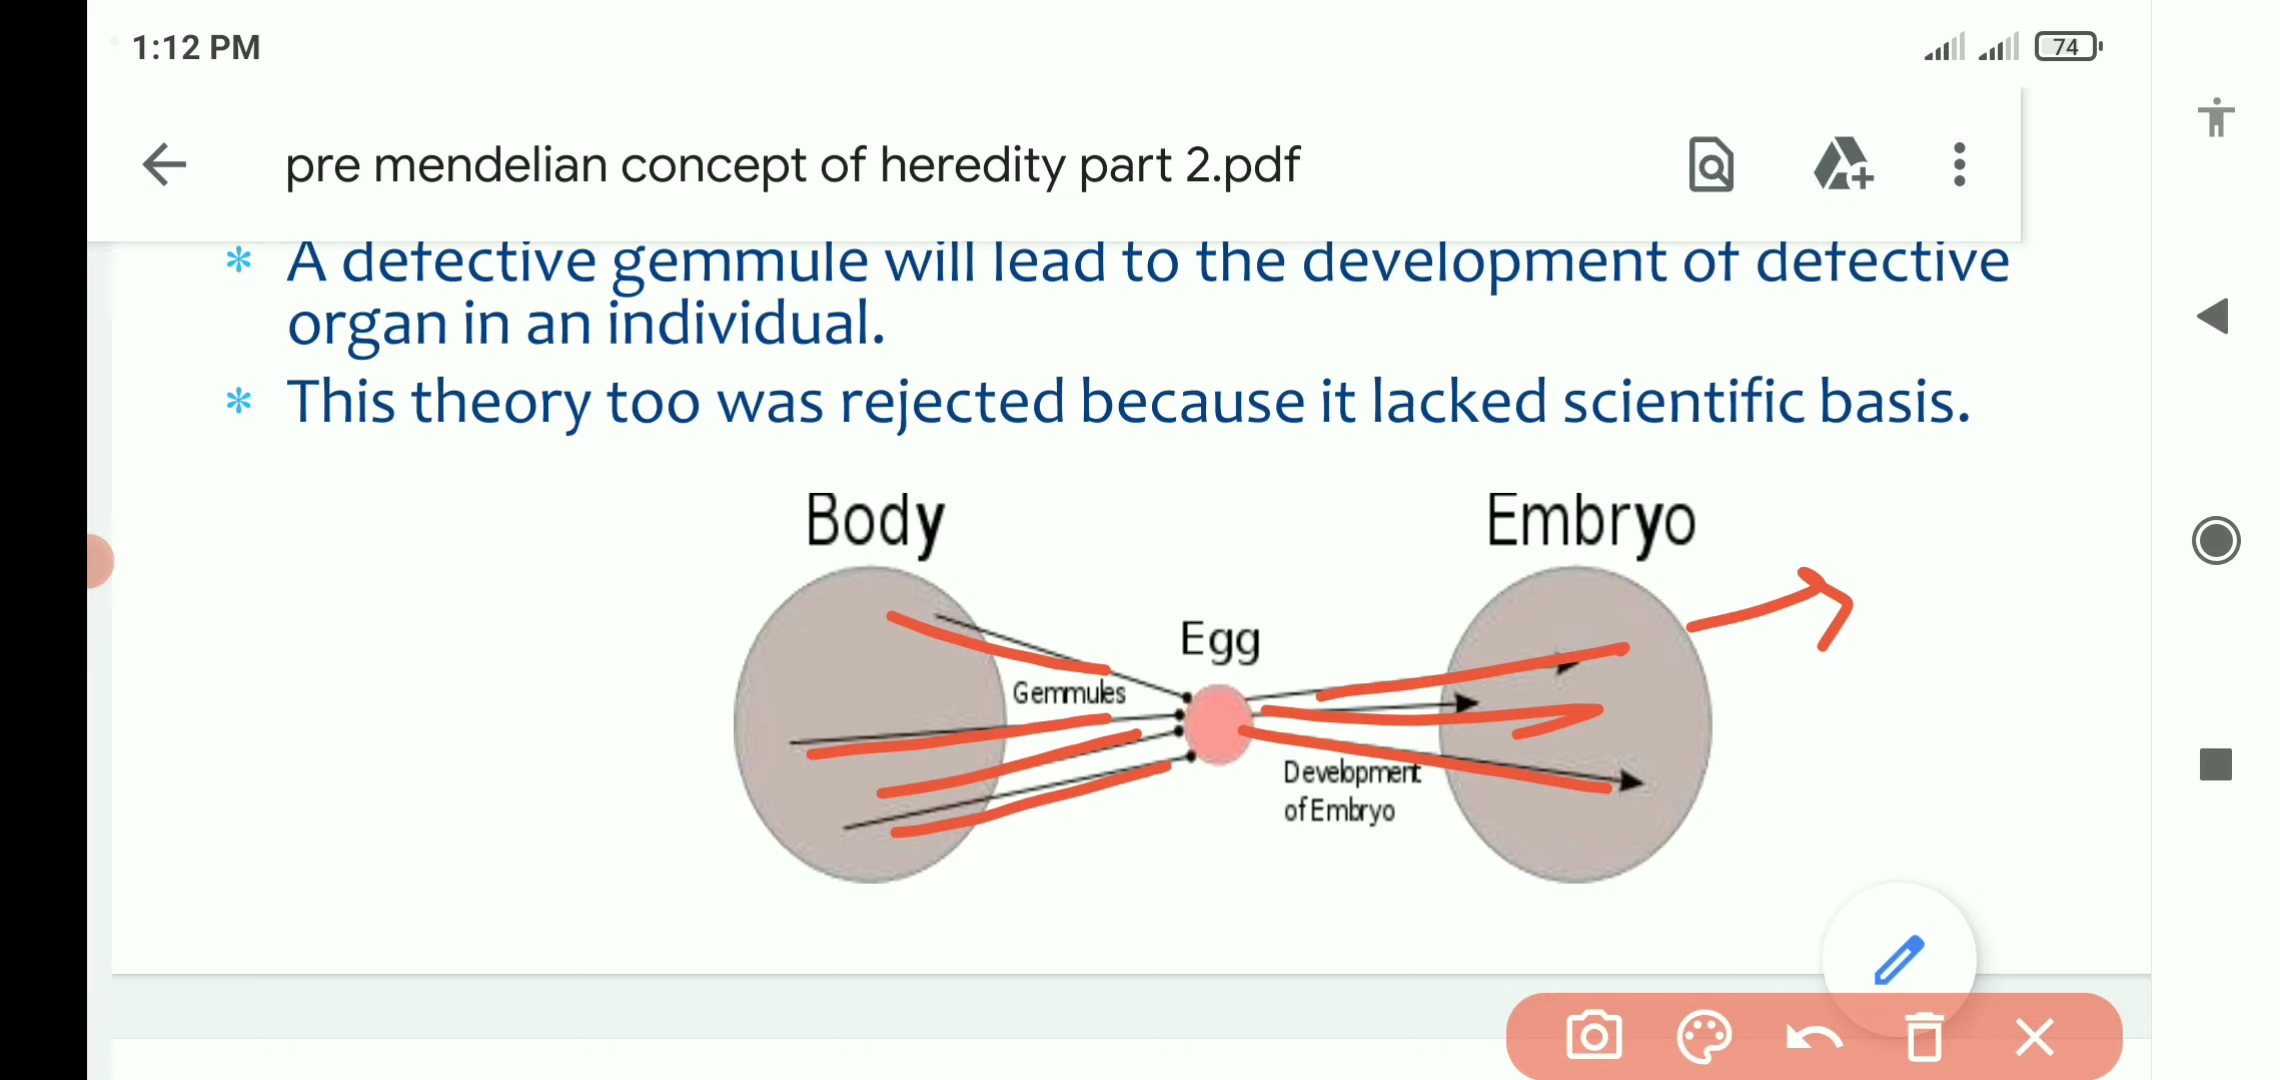 1:12 PM
74
pre mendelian concept of heredity part 2.pdf
* A defective gemmule will lead to the development of defective
organ in an individual.
* This theory too was rejected because it lacked scientific basis.
Body
Embryo
Egg
Gemmules
Development
of Embryo